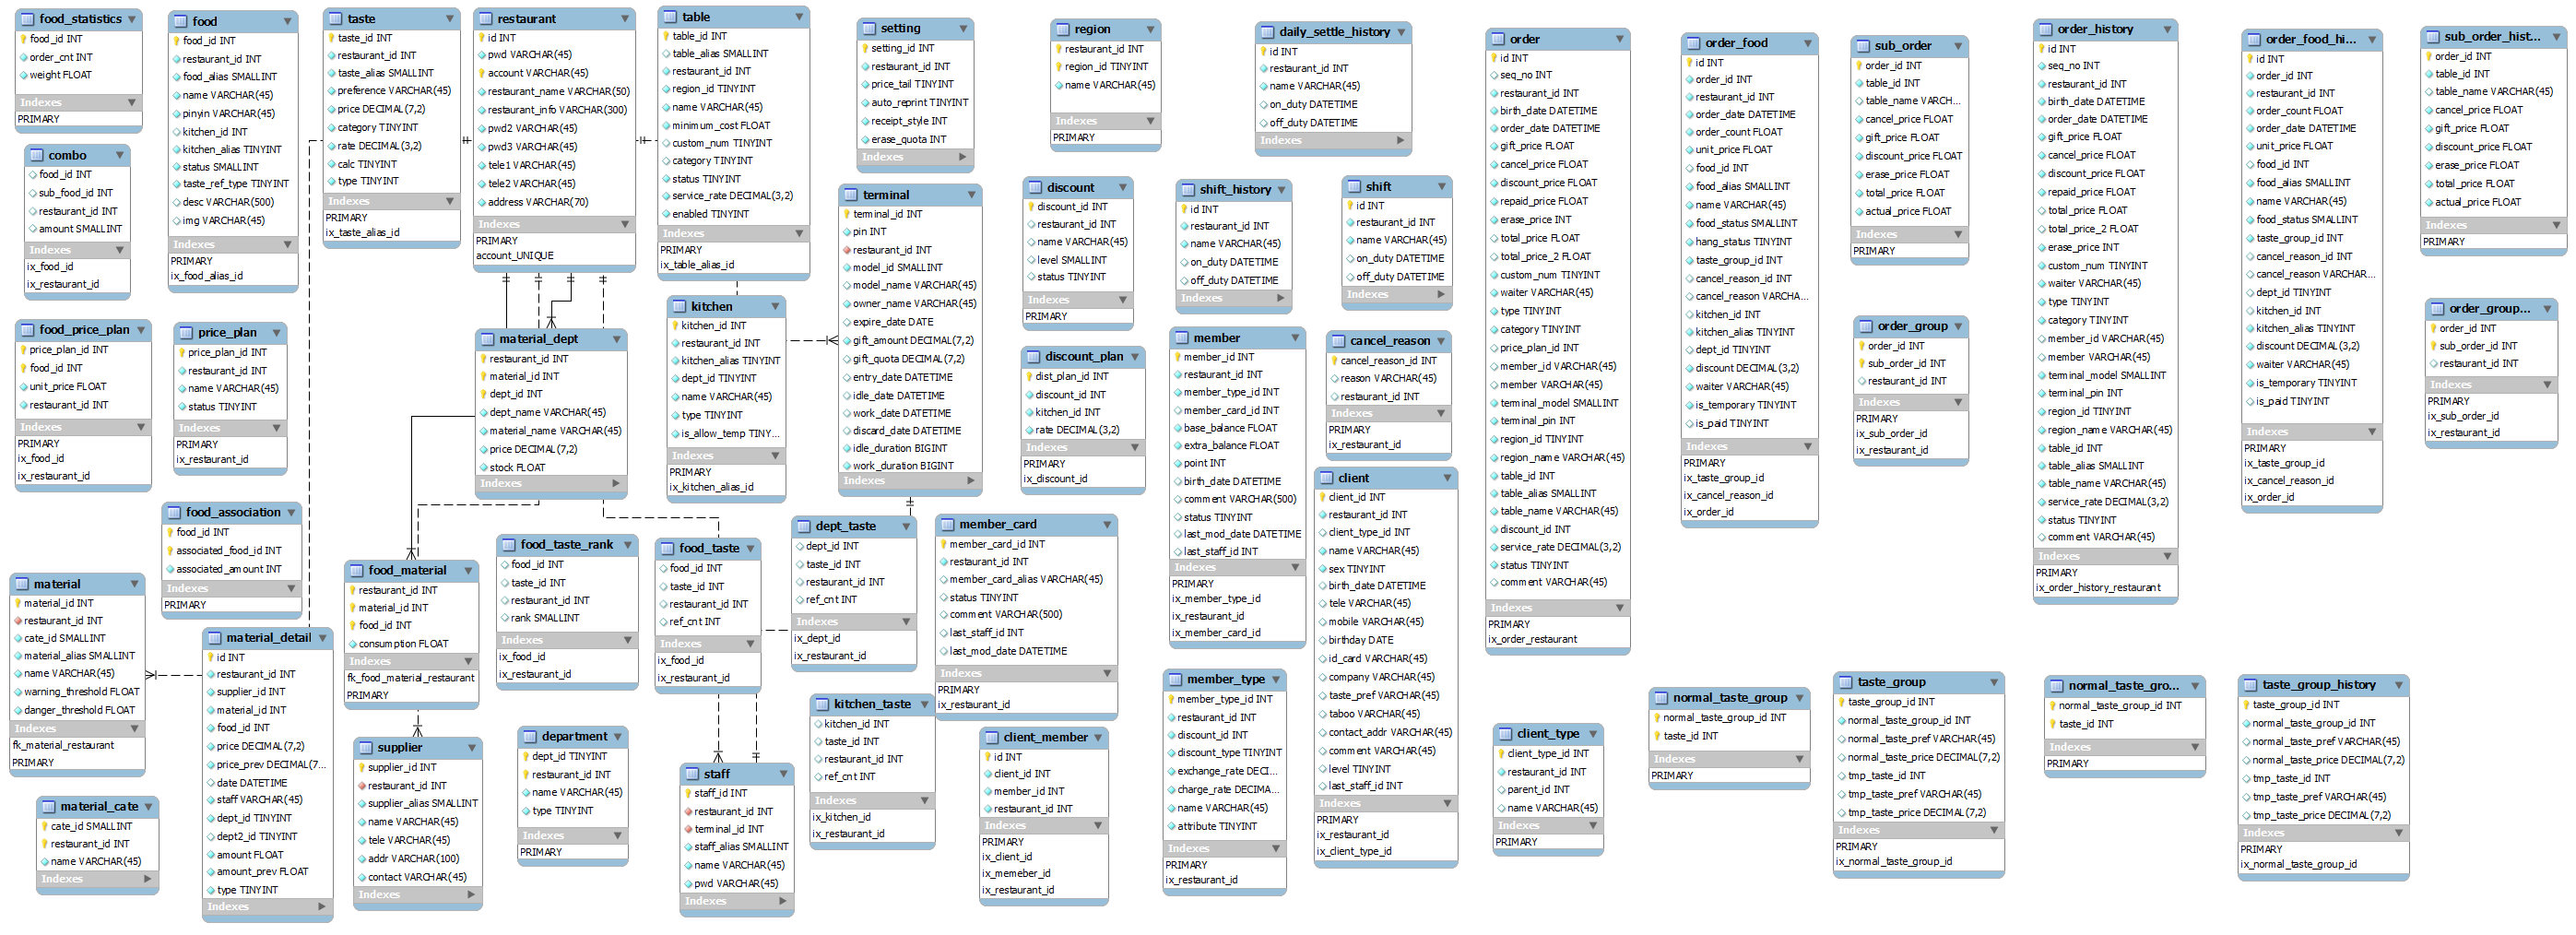 food_statistics
food_id INT
order_cnt INT
weight FLOAT
Indexes
PRIMARY
food
food_id INT
restaurant_id INT
food_alias SMALLINT
name VARCHAR(45)
pinyin VARCHAR(45)
kitchen_id INT
kitchen_alias TINYINT
status SMALLINT
taste_ref_type TINYINT
desc VARCHAR(500)
img VARCHAR(45)
Indexes
PRIMARY
ix_food_alias_id
taste
taste_id INT
restaurant_id INT
taste_alias SMALLINT
preference VARCHAR(45)
price DECIMAL(7,2)
category TINYINT
rate DECIMAL(3,2)
calc TINYINT
type TINYINT
Indexes
PRIMARY
ix_taste_alias_id
restaurant
id INT
pwd VARCHAR(45)
account VARCHAR(45)
restaurant_name VARCHAR(50)
restaurant_info VARCHAR(300)
pwd2 VARCHAR(45)
pwd3 VARCHAR(45)
tele1 VARCHAR(45)
tele2 VARCHAR(45)
address VARCHAR(70)
Indexes
PRIMARY
account_UNIQUE
table
table_id INT
table_alias SMALLINT
restaurant_id INT
region_id TINYINT
name VARCHAR(45)
minimum_cost FLOAT
custom_num TINYINT
category TINYINT
status TINYINT
service_rate DECIMAL(3,2)
enabled TINYINT
Indexes
PRIMARY
ix_table_alias_id
setting
setting_id INT
restaurant_id INT
price_tail TINYINT
auto_reprint TINYINT
receipt_style INT
erase_quota INT
Indexes
region
restaurant_id INT
region_id TINYINT
name VARCHAR(45)
Indexes
PRIMARY
daily_settle_history
id INT
restaurant_id INT
name VARCHAR(45)
on_duty DATETIME
off_duty DATETIME
Indexes
order
id INT
seq_no INT
restaurant_id INT
birth_date DATETIME
order_date DATETIME
gift_price FLOAT
cancel_price FLOAT
discount_price FLOAT
repaid_price FLOAT
erase_price INT
total_price FLOAT
total_price_2 FLOAT
custom_num TINYINT
waiter VARCHAR(45)
type TINYINT
category TINYINT
price_plan_id INT
member_id VARCHAR(45)
member VARCHAR(45)
terminal_model SMALLINT
terminal_pin INT
region_id TINYINT
region_name VARCHAR(45)
table_id INT
table_alias SMALLINT
table_name VARCHAR(45)
discount_id INT
service_rate DECIMAL(3,2)
status TINYINT
comment VARCHAR(45)
Indexes
PRIMARY
ix_order_restaurant
order_food
id INT
order_id INT
restaurant_id INT
order_date DATETIME
order_count FLOAT
unit_price FLOAT
food_id INT
food_alias SMALLINT
name VARCHAR(45)
food_status SMALLINT
hang_status TINYINT
taste_group_id INT
cancel_reason_id INT
cancel_reason VARCHA...
kitchen_id INT
kitchen_alias TINYINT
dept_id TINYINT
discount DECIMAL(3,2)
waiter VARCHAR(45)
is_temporary TINYINT
is_paid TINYINT
Indexes
PRIMARY
ix_taste_group_id
ix_cancel_reason_id
ix_order_id
sub_order
order_id INT
table_id INT
table_name VARCH...
cancel_price FLOAT
gift_price FLOAT
discount_price FLOAT
erase_price FLOAT
total_price FLOAT
actual_price FLOAT
Indexes
PRIMARY
order_history
id INT
seq_no INT
restaurant_id INT
birth_date DATETIME
order_date DATETIME
gift_price FLOAT
cancel_price FLOAT
discount_price FLOAT
repaid_price FLOAT
total_price FLOAT
total_price_2 FLOAT
erase_price INT
custom_num TINYINT
waiter VARCHAR(45)
type TINYINT
category TINYINT
member_id VARCHAR(45)
member VARCHAR(45)
terminal_model SMALLINT
terminal_pin INT
region_id TINYINT
region_name VARCHAR(45)
table_id INT
table_alias SMALLINT
table_name VARCHAR(45)
service_rate DECIMAL(3,2)
status TINYINT
comment VARCHAR(45)
Indexes
PRIMARY
ix_order_history_restaurant
order_food_hi...
id INT
order_id INT
restaurant_id INT
order_count FLOAT
order_date DATETIME
unit_price FLOAT
food_id INT
food_alias SMALLINT
name VARCHAR(45)
food_status SMALLINT
taste_group_id INT
cancel_reason_id INT
cancel_reason VARCHAR...
dept_id TINYINT
kitchen_id INT
kitchen_alias TINYINT
discount DECIMAL(3,2)
waiter VARCHAR(45)
is_temporary TINYINT
is_paid TINYINT
Indexes
PRIMARY
ix_taste_group_id
ix_cancel_reason_id
ix_order_id
sub_order_hist...
order_id INT
table_id INT
table_name VARCHAR(45)
cancel_price FLOAT
gift_price FLOAT
discount_price FLOAT
erase_price FLOAT
total_price FLOAT
actual_price FLOAT
Indexes
PRIMARY
combo
food_id INT
sub_food_id INT
restaurant_id INT
amount SMALLINT
Indexes
ix_food_id
ix_restaurant_id
terminal
terminal_id INT
pin INT
restaurant_id INT
model_id SMALLINT
model_name VARCHAR(45)
owner_name VARCHAR(45)
expire_date DATE
gift_amount DECIMAL(7,2)
gift_quota DECIMAL(7,2)
entry_date DATETIME
idle_date DATETIME
work_date DATETIME
discard_date DATETIME
idle_duration BIGINT
work_duration BIGINT
Indexes
discount
discount_id INT
restaurant_id INT
name VARCHAR(45)
level SMALLINT
status TINYINT
Indexes
PRIMARY
shift_history
id INT
restaurant_id INT
name VARCHAR(45)
on_duty DATETIME
off_duty DATETIME
Indexes
shift
id INT
restaurant_id INT
name VARCHAR(45)
on_duty DATETIME
off_duty DATETIME
Indexes
food_price_plan
price_plan_id INT
food_id INT
unit_price FLOAT
restaurant_id INT
Indexes
PRIMARY
ix_food_id
ix_restaurant_id
price_plan
price_plan_id INT
restaurant_id INT
name VARCHAR(45)
status TINYINT
Indexes
PRIMARY
ix_restaurant_id
material_dept
restaurant_id INT
material_id INT
dept_id INT
dept_name VARCHAR(45)
material_name VARCHAR(45)
price DECIMAL(7,2)
stock FLOAT
Indexes
kitchen
kitchen_id INT
restaurant_id INT
kitchen_alias TINYINT
dept_id TINYINT
name VARCHAR(45)
type TINYINT
is_allow_temp TINY...
Indexes
PRIMARY
ix_kitchen_alias_id
discount_plan
dist_plan_id INT
discount_id INT
kitchen_id INT
rate DECIMAL(3,2)
Indexes
PRIMARY
ix_discount_id
member
member_id INT
restaurant_id INT
member_type_id INT
member_card_id INT
base_balance FLOAT
extra_balance FLOAT
point INT
birth_date DATETIME
comment VARCHAR(500)
status TINYINT
last_mod_date DATETIME
last_staff_id INT
Indexes
PRIMARY
ix_member_type_id
ix_restaurant_id
ix_member_card_id
cancel_reason
cancel_reason_id INT
reason VARCHAR(45)
restaurant_id INT
Indexes
PRIMARY
ix_restaurant_id
order_group
order_id INT
sub_order_id INT
restaurant_id INT
Indexes
PRIMARY
ix_sub_order_id
ix_restaurant_id
order_group...
order_id INT
sub_order_id INT
restaurant_id INT
Indexes
PRIMARY
ix_sub_order_id
ix_restaurant_id
client
client_id INT
restaurant_id INT
client_type_id INT
name VARCHAR(45)
sex TINYINT
birth_date DATETIME
tele VARCHAR(45)
mobile VARCHAR(45)
birthday DATE
id_card VARCHAR(45)
company VARCHAR(45)
taste_pref VARCHAR(45)
taboo VARCHAR(45)
contact_addr VARCHAR(45)
comment VARCHAR(45)
level TINYINT
last_staff_id INT
Indexes
PRIMARY
ix_restaurant_id
ix_client_type_id
food_association
food_id INT
associated_food_id INT
associated_amount INT
Indexes
PRIMARY
material
material_id INT
restaurant_id INT
cate_id SMALLINT
material_alias SMALLINT
name VARCHAR(45)
warning_threshold FLOAT
danger_threshold FLOAT
Indexes
fk_material_restaurant
PRIMARY
material_detail
id INT
restaurant_id INT
supplier_id INT
material_id INT
food_id INT
price DECIMAL(7,2)
price_prev DECIMAL(7...
date DATETIME
staff VARCHAR(45)
dept_id TINYINT
dept2_id TINYINT
amount FLOAT
amount_prev FLOAT
type TINYINT
Indexes
food_material
restaurant_id INT
material_id INT
food_id INT
consumption FLOAT
Indexes
fk_food_material_restaurant
PRIMARY
food_taste_rank
food_id INT
taste_id INT
restaurant_id INT
rank SMALLINT
Indexes
ix_food_id
ix_restaurant_id
food_taste
food_id INT
taste_id INT
restaurant_id INT
ref_cnt INT
Indexes
ix_food_id
ix_restaurant_id
dept_taste
dept_id INT
taste_id INT
restaurant_id INT
ref_cnt INT
Indexes
ix_dept_id
ix_restaurant_id
member_card
member_card_id INT
restaurant_id INT
member_card_alias VARCHAR(45)
status TINYINT
comment VARCHAR(500)
last_staff_id INT
last_mod_date DATETIME
Indexes
PRIMARY
ix_restaurant_id
material_cate
cate_id SMALLINT
restaurant_id INT
name VARCHAR(45)
Indexes
supplier
supplier_id INT
restaurant_id INT
supplier_alias SMALLINT
name VARCHAR(45)
tele VARCHAR(45)
addr VARCHAR(100)
contact VARCHAR(45)
Indexes
department
dept_id TINYINT
restaurant_id INT
name VARCHAR(45)
type TINYINT
Indexes
PRIMARY
staff
staff_id INT
restaurant_id INT
terminal_id INT
staff_alias SMALLINT
name VARCHAR(45)
pwd VARCHAR(45)
Indexes
kitchen_taste
kitchen_id INT
taste_id INT
restaurant_id INT
ref_cnt INT
Indexes
ix_kitchen_id
ix_restaurant_id
client_member
id INT
client_id INT
member_id INT
restaurant_id INT
Indexes
PRIMARY
ix_client_id
ix_memeber_id
ix_restaurant_id
member_type
member_type_id INT
restaurant_id INT
discount_id INT
discount_type TINYINT
exchange_rate DECI...
charge_rate DECIMA...
name VARCHAR(45)
attribute TINYINT
Indexes
PRIMARY
ix_restaurant_id
client_type
client_type_id INT
restaurant_id INT
parent_id INT
name VARCHAR(45)
Indexes
PRIMARY
normal_taste_group
normal_taste_group_id INT
taste_id INT
Indexes
PRIMARY
taste_group
taste_group_id INT
normal_taste_group_id INT
normal_taste_pref VARCHAR(45)
normal_taste_price DECIMAL(7,2)
tmp_taste_id INT
tmp_taste_pref VARCHAR(45)
tmp_taste_price DECIMAL(7,2)
Indexes
PRIMARY
ix_normal_taste_group_id
normal_taste_gro...
normal_taste_group_id INT
taste_id INT
Indexes
PRIMARY
taste_group_history
taste_group_id INT
normal_taste_group_id INT
normal_taste_pref VARCHAR(45)
normal_taste_price DECIMAL(7,2)
tmp_taste_id INT
tmp_taste_pref VARCHAR(45)
tmp_taste_price DECIMAL(7,2)
Indexes
PRIMARY
ix_normal_taste_group_id